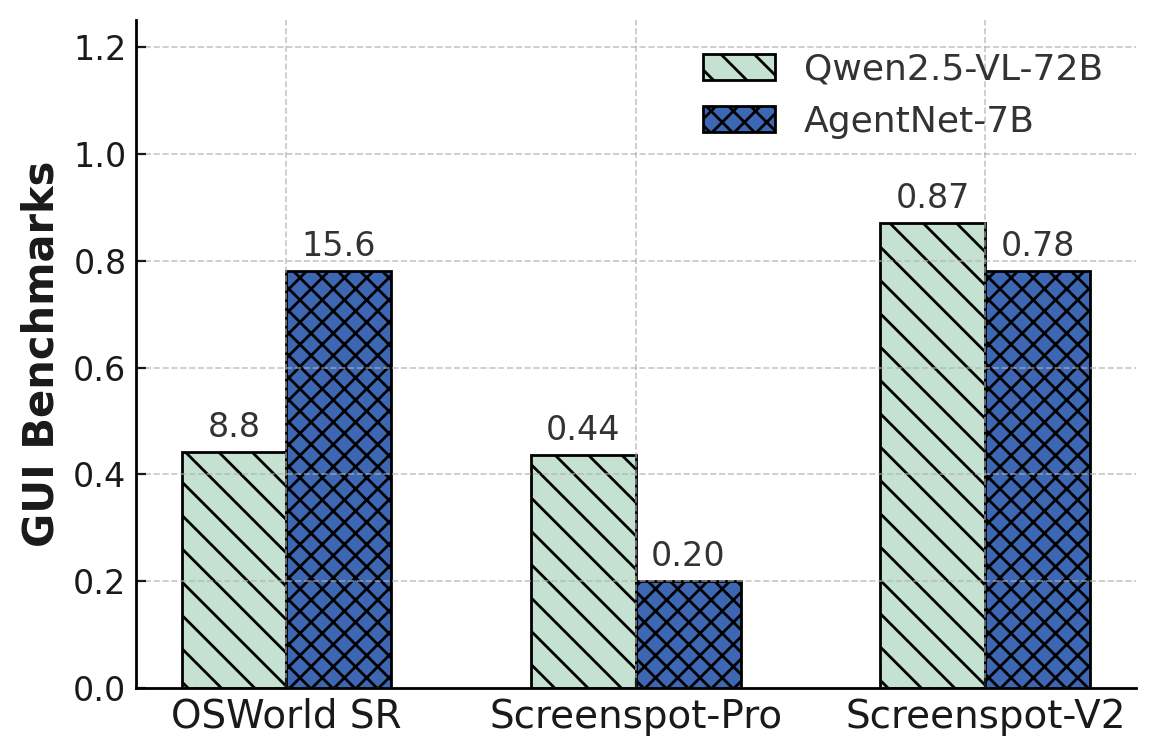 GUI Benchmarks
1.2
1.0
0.8
0.6
0.4
0.2
0.0
Qwen2.5-VL-72B
AgentNet-7B
8.8
15.6
0.44
0.20
0.87
0.78
OSWorld SR
Screenspot-Pro
Screenspot-V2